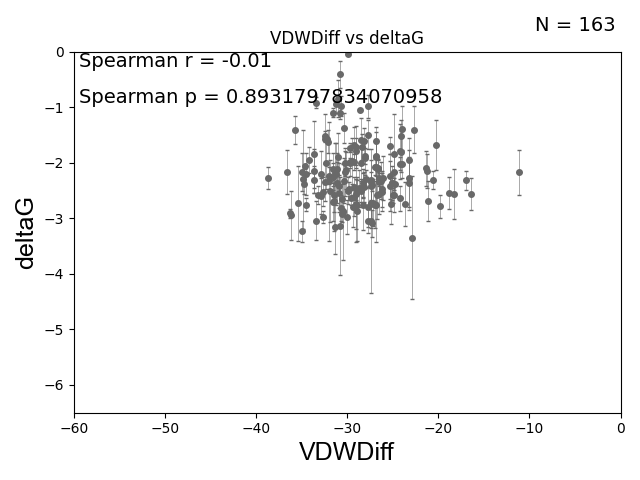 N = 163
VDWDiff vs deltaG
Spearman r = -0.01
Spearman p = 0.8931797834070958
0
−1
−2
−3
−4
−5
−6
deltaG
−60 −50 −40 −30 −20 −10 0
VDWDiff